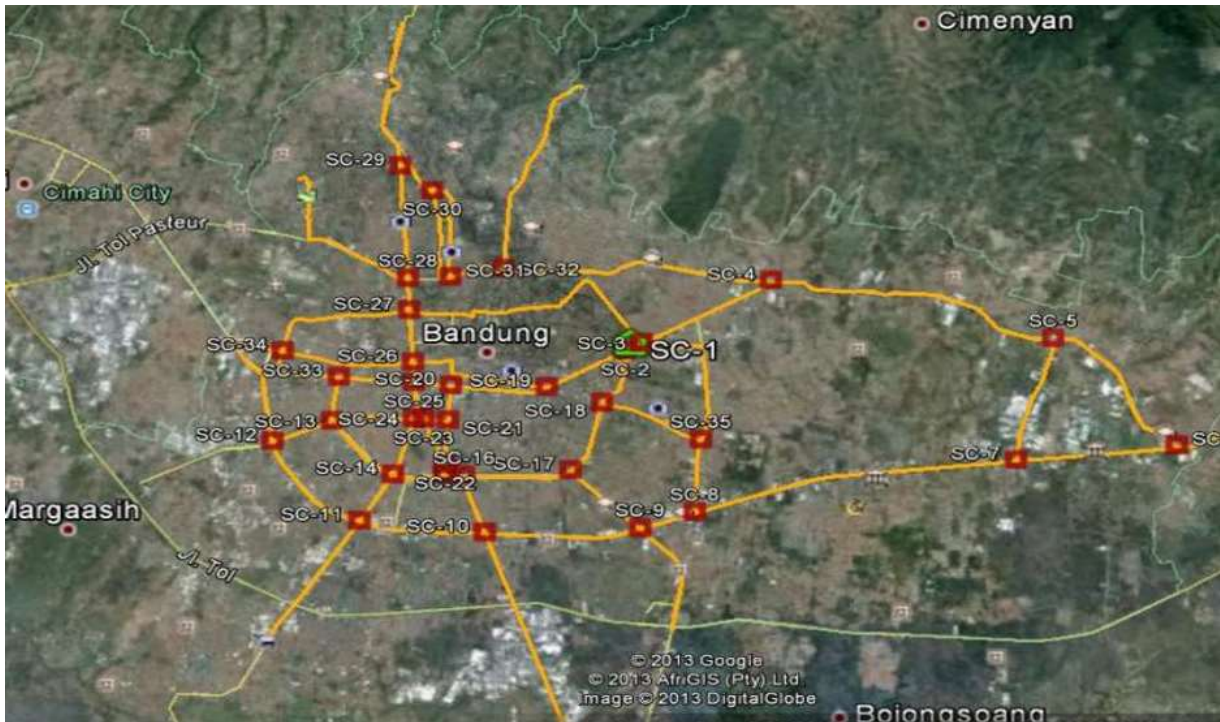 Cimenyan
SC-29
Cimahi City
SC-30
Jl. Tol Pasteur
SC-28
SC-31
SC-32
SC-4
SC-27
SC-5
Bandung
SC-34
SC-26
SC-3
SC-1
SC-2
SC-33
SC-20
SC-19
SC-18
SC-25
SC-13
SC-24
SC-21
SC-35
SC-12
SC-23
SC-14
SC-16
SC-17
SC-7
SC
SC-22
SC-8
Margaasih
SC-11
SC-10
SC-9
Jl. Tol
© 2013 Google
© 2013 AfriGIS (Pty) Ltd.
Image © 2013 DigitalGlobe
Bojongsoang